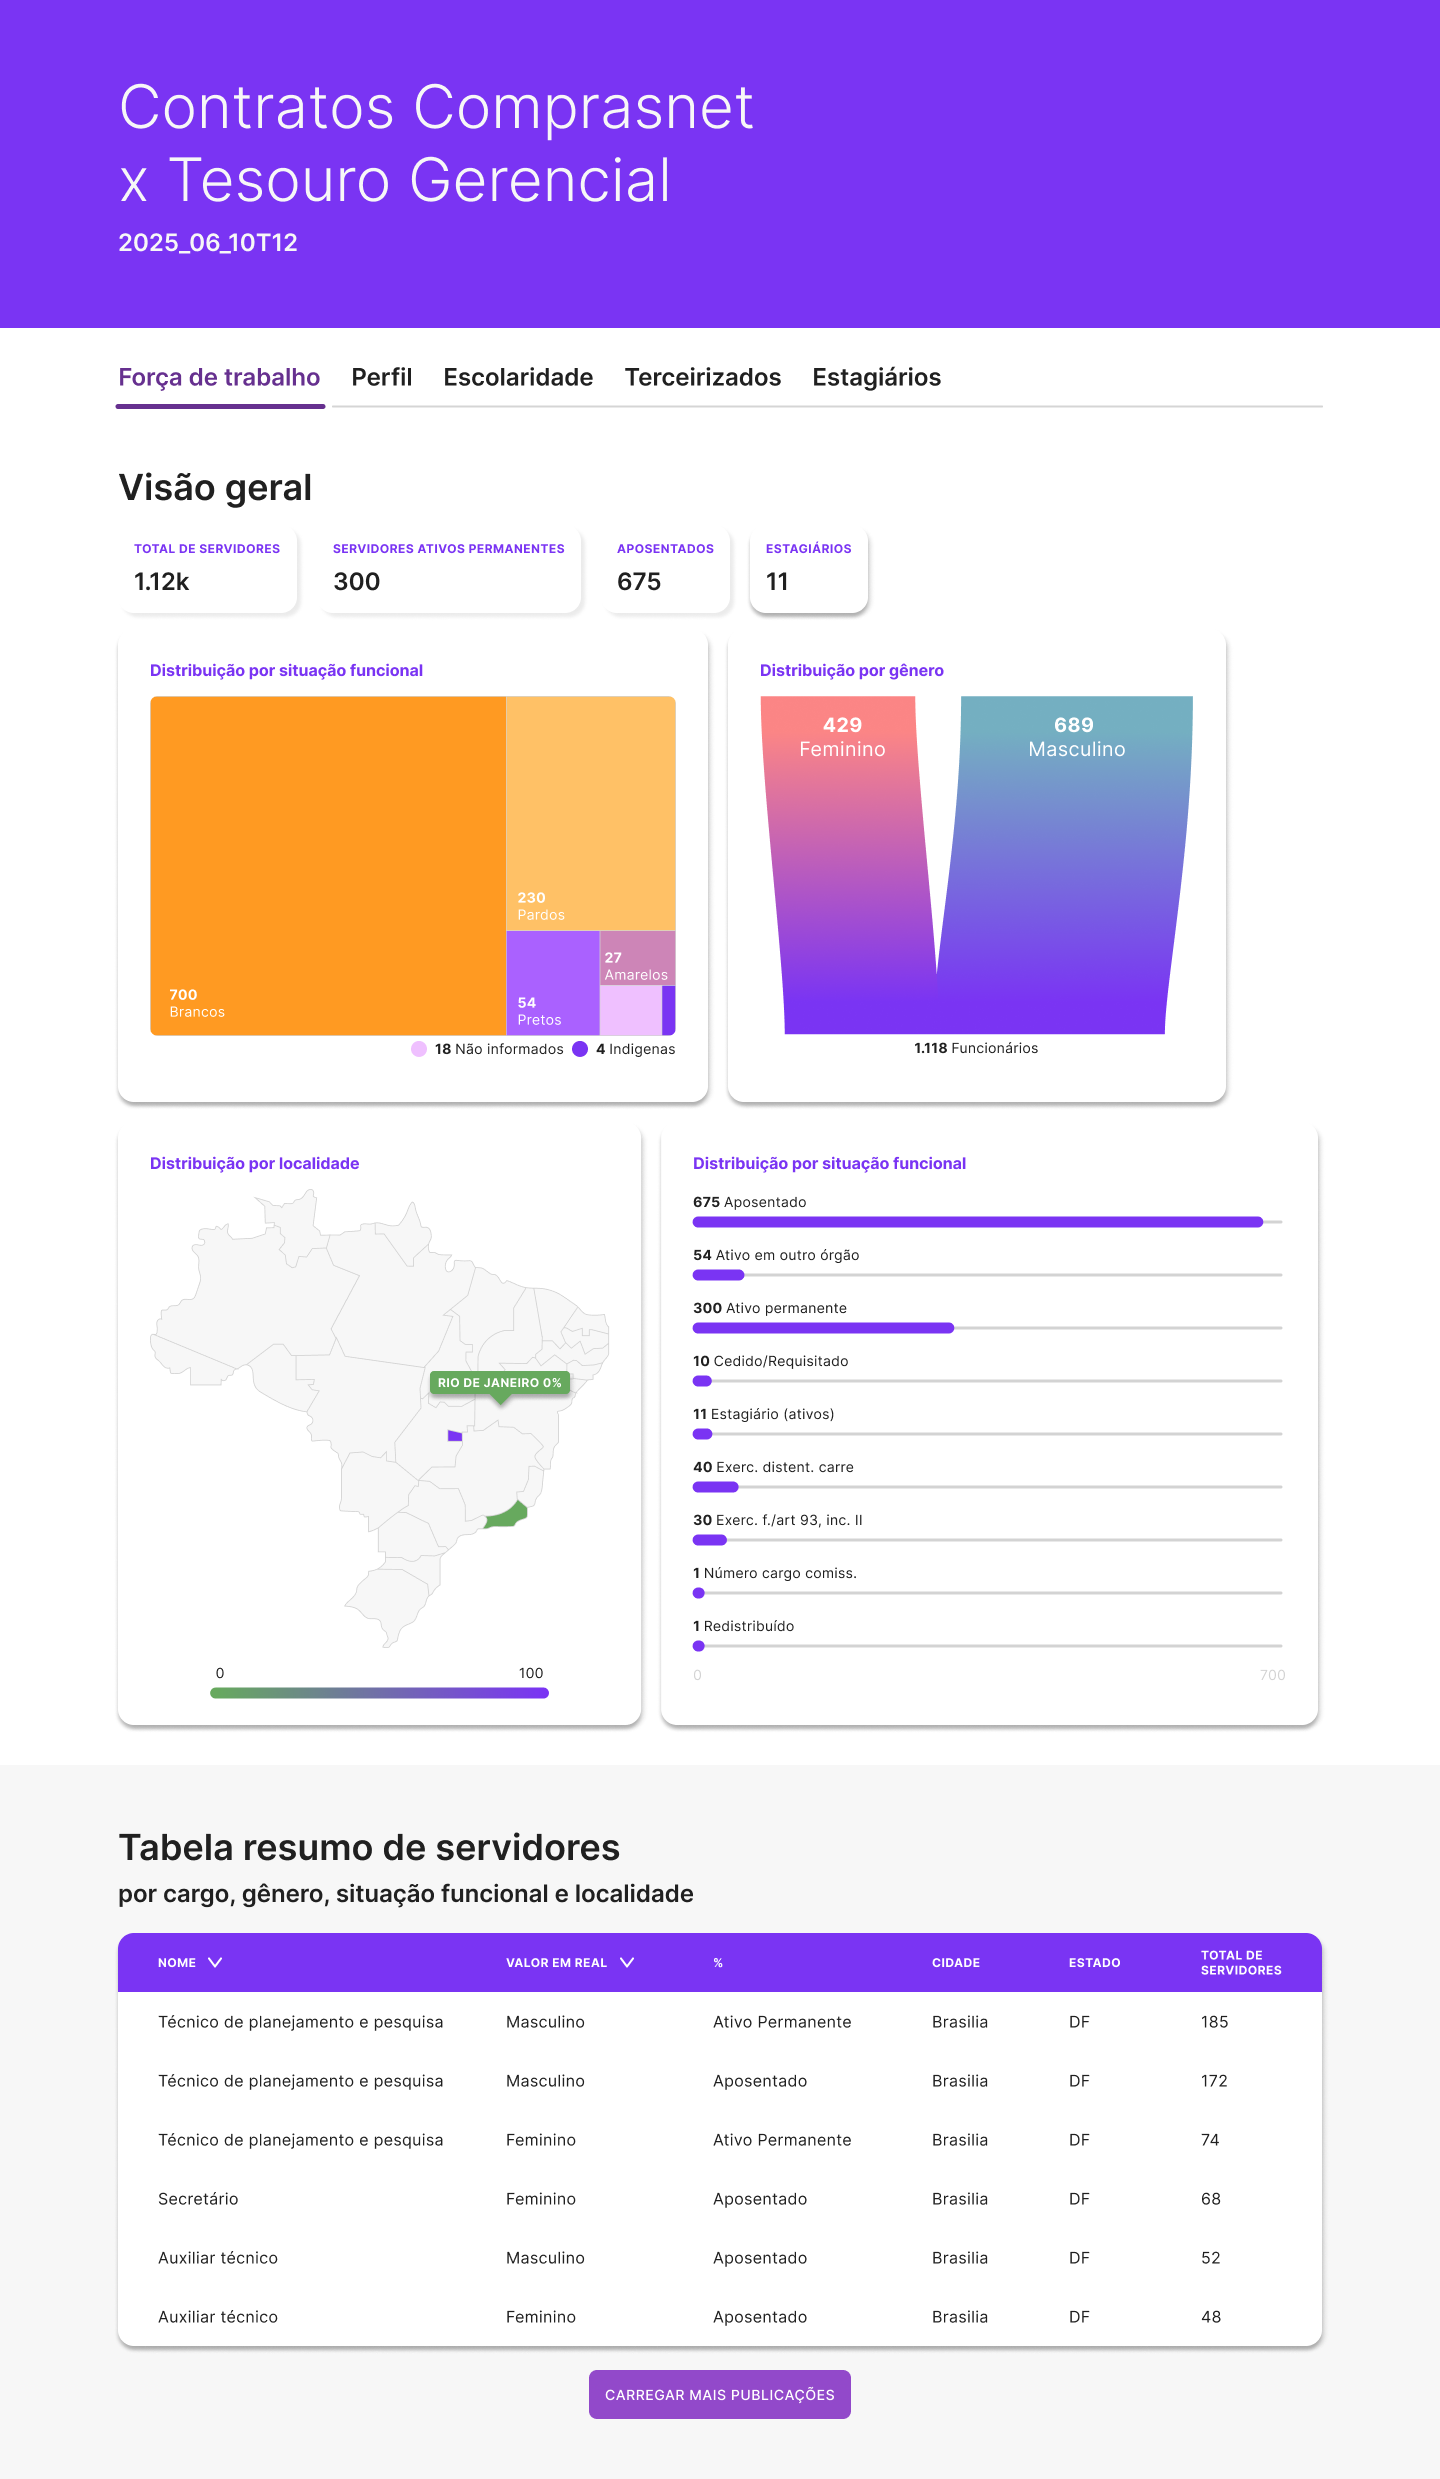 Contratos Comprasnet
x Tesouro Gerencial
2025_06_10T12
Força de trabalho Perfil Escolaridade Terceirizados Estagiários
Visão geral
TOTAL DE SERVIDORES
1.12k
SERVIDORES ATIVOS PERMANENTES
300
APOSENTADOS
675
ESTAGIÁRIOS
11
Distribuição por situação funcional
700
Brancos
230
Pardos
54
Pretos
27
Amarelos
18 Não informados 4 Indigenas
Distribuição por gênero
429
Feminino
689
Masculino
1.118 Funcionários
Distribuição por localidade
RIO DE JANEIRO 0%
0 100
Distribuição por situação funcional
675 Aposentado
54 Ativo em outro órgão
300 Ativo permanente
10 Cedido/Requisitado
11 Estagiário (ativos)
40 Exerc. distent. carre
30 Exerc. f./art 93, inc. II
1 Número cargo comiss.
1 Redistribuído
0 700
Tabela resumo de servidores
por cargo, gênero, situação funcional e localidade
NOME VALOR EM REAL % CIDADE ESTADO TOTAL DE SERVIDORES
Técnico de planejamento e pesquisa Masculino Ativo Permanente Brasilia DF 185
Técnico de planejamento e pesquisa Masculino Aposentado Brasilia DF 172
Técnico de planejamento e pesquisa Feminino Ativo Permanente Brasilia DF 74
Secretário Feminino Aposentado Brasilia DF 68
Auxiliar técnico Masculino Aposentado Brasilia DF 52
Auxiliar técnico Feminino Aposentado Brasilia DF 48
CARREGAR MAIS PUBLICAÇÕES